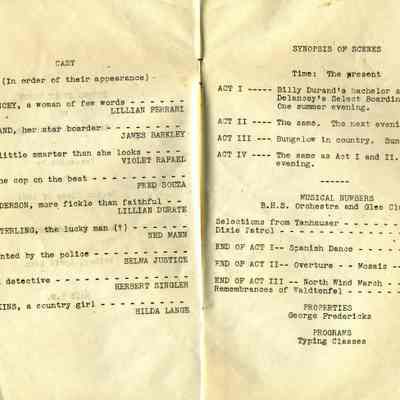 CAST
(In order of their appearance)
NCEY, a woman of few words - - - - - -
LILLIAN FERRARI
AND, her star boarder - - - - - - - -
JAMES BARKLEY
little smarter than she looks - - - -
VIOLET RAFAEL
he cop on the beat - - - - - - - - -
FRED SOUZA
DERSON, more fickle than faithful - -
LILLIAN DURATE
TERLING, the lucky man (?) - - - - - -
NED MANN
nted by the police - - - - - - - - -
SELMA JUSTICE
detective - - - - - - - - - - - - -
HERBERT SINGLER
KINS, a country girl - - - - - - - -
HILDA LANGE
SYNOPSIS OF SCENES
Time: The present
ACT I ----- Billy Durand's bachelor a
Delancey's Select Boardin
One summer evening.
ACT II ---- The same. The next eveni
ACT III --- Bungalow in country. Sun
ACT IV ---- The same as Act I and II.
evening.
------
MUSICAL NUMBERS
B.H.S. Orchestra and Glee Cl
Selections from Tanhauser - - - - - -
Dixie Patrol - - - - - - - - - - -
END OF ACT I-- Spanish Dance - - - - -
END OF ACT II-- Overture - - Mosaic - -
END OF ACT III -- North Wind March - -
Remembrances of Waldtenfel - - - - - -
PROPERTIES
George Fredericks
PROGRAMS
Typing Classes